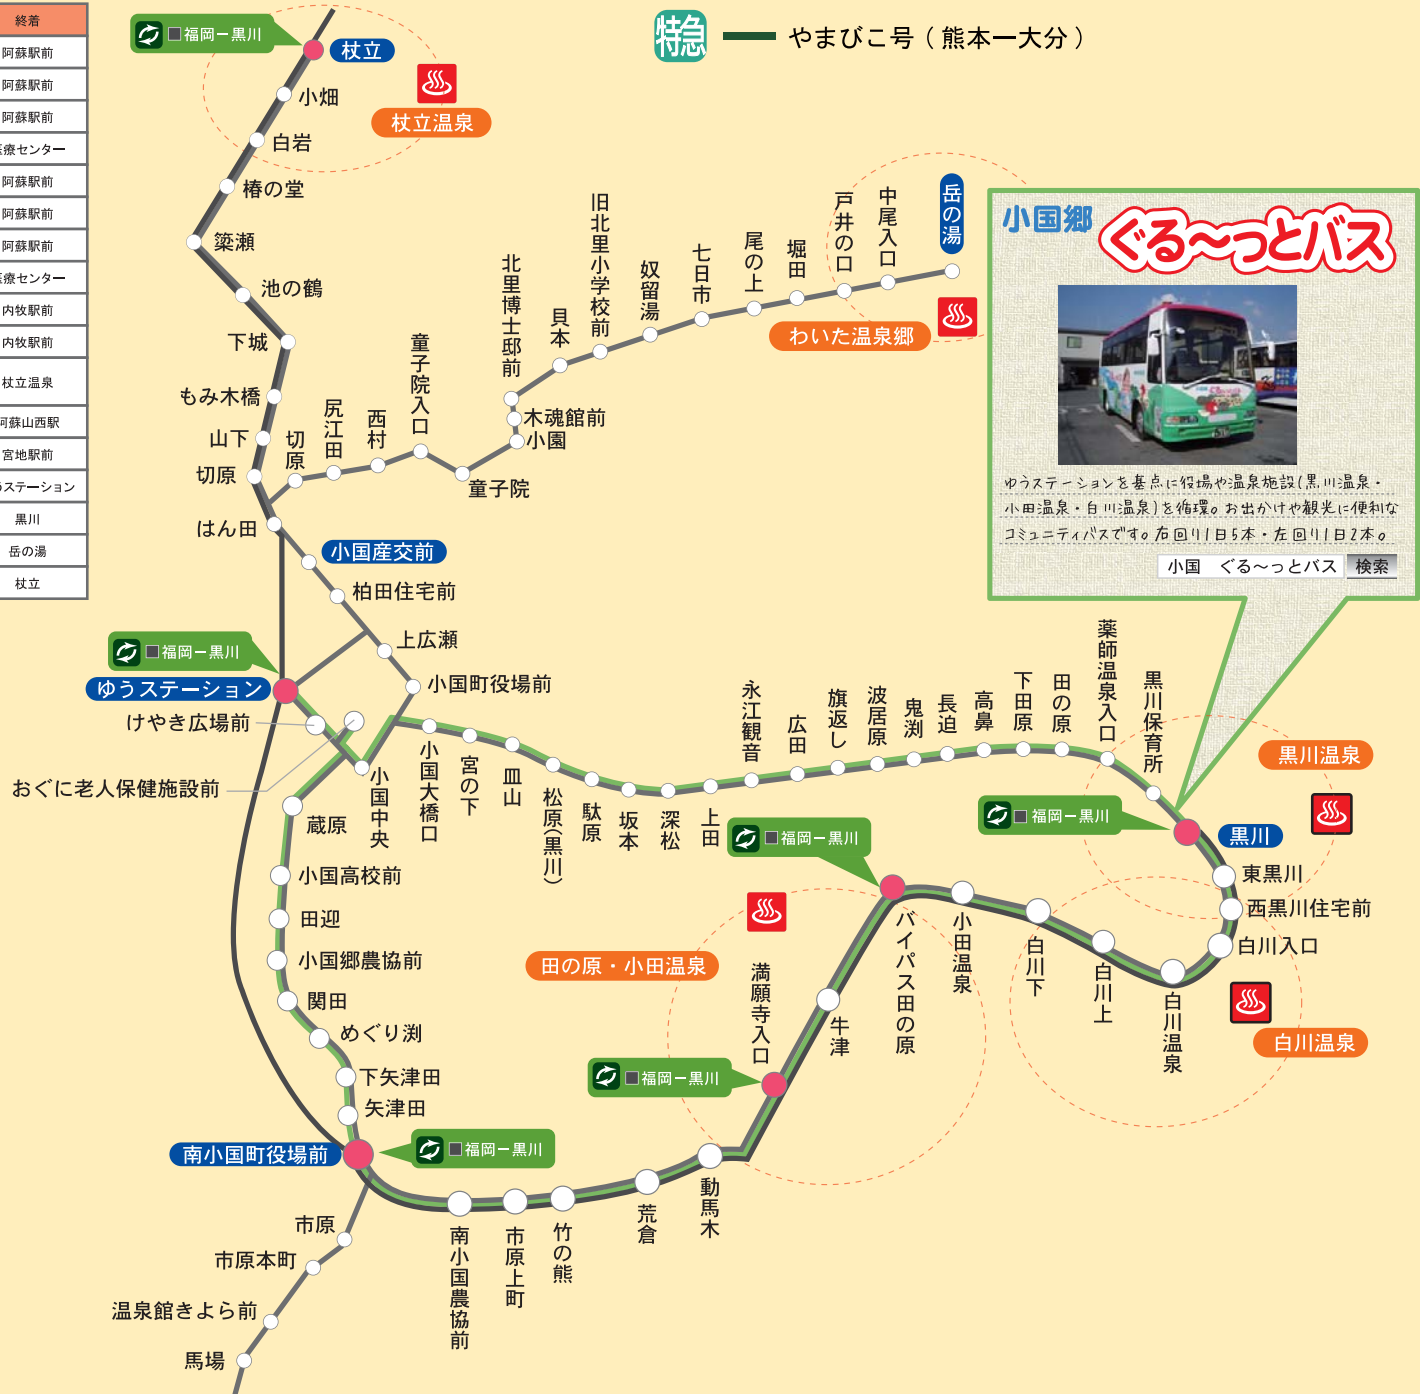 終着
阿蘇駅前
阿蘇駅前
阿蘇駅前
療センター
阿蘇駅前
阿蘇駅前
阿蘇駅前
療センター
内牧駅前
内牧駅前
杖立温泉
阿蘇山西駅
宮地駅前
うステーション
黒川
岳の湯
杖立
特急
やまびこ号（熊本ー大分）
■福岡ー黒川
杖立
小畑
杖立温泉
白岩
椿の堂
簗瀬
池の鶴
下城
もみ木橋
山下
切原
はん田
切原
尻江田
西村
童子院入口
童子院
小園
木魂館前
北里博士邸前
貝本
旧北里小学校前
奴留湯
七日市
尾の上
堀田
戸井の口
中尾入口
岳の湯
わいた温泉郷
小国郷
ぐる〜っとバス
ゆうステーションを基点に役場や温泉施設(黒川温泉・
小田温泉・白川温泉)を循環。お出かけや観光に便利な
コミュニティバスです。右回り1日5本・左回り1日2本。
小国　ぐる〜っとバス
検索
小国産交前
柏田住宅前
上広瀬
小国町役場前
■福岡ー黒川
ゆうステーション
けやき広場前
おぐに老人保健施設前
小国中央
小国大橋口
宮の下
皿山
松原(黒川)
駄原
坂本
深松
上田
永江観音
広田
旗返し
波居原
鬼渕
長迫
高鼻
下田原
田の原
薬師温泉入口
黒川保育所
黒川温泉
■福岡ー黒川
黒川
東黒川
西黒川住宅前
白川入口
白川温泉
白川温泉
白川上
白川下
小田温泉
■福岡ー黒川
バイパス田の原
田の原・小田温泉
牛津
満願寺入口
■福岡ー黒川
動馬木
荒倉
竹の熊
市原上町
南小国農協前
蔵原
小国高校前
田迎
小国郷農協前
関田
めぐり渕
下矢津田
矢津田
南小国町役場前
■福岡ー黒川
市原
市原本町
温泉館きよら前
馬場